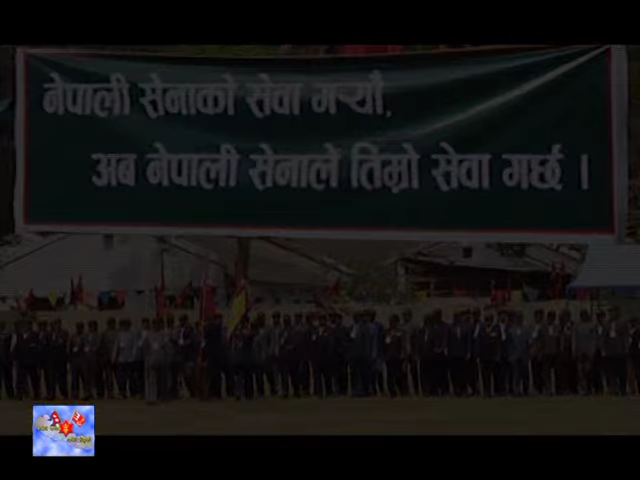 नेपाली सेनाको सेवा गर्‍यौ,
अब नेपाली सेनाले तिम्रो सेवा गर्छ ।